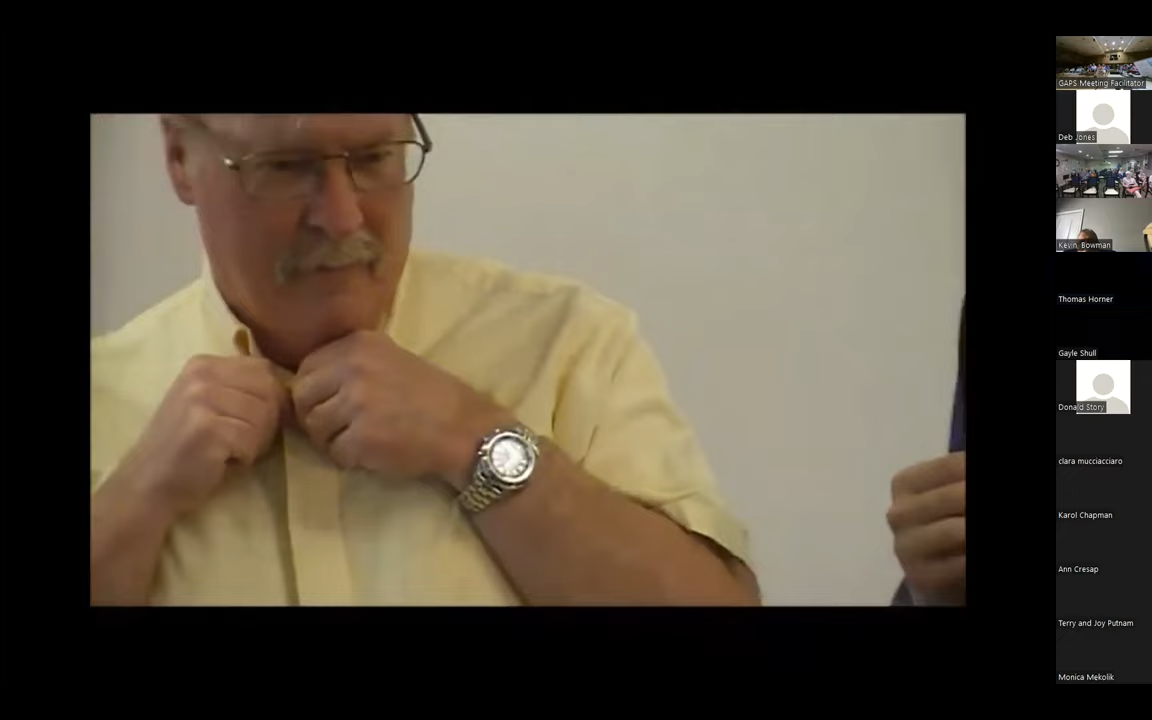 GAPS Meeting Facilitator
Deb Jones
Kevin Bowman
Thomas Horner
Gayle Shull
Donald Story
clara mucciacciaro
Karol Chapman
Ann Cresap
Terry and Joy Putnam
Monica Mekolik